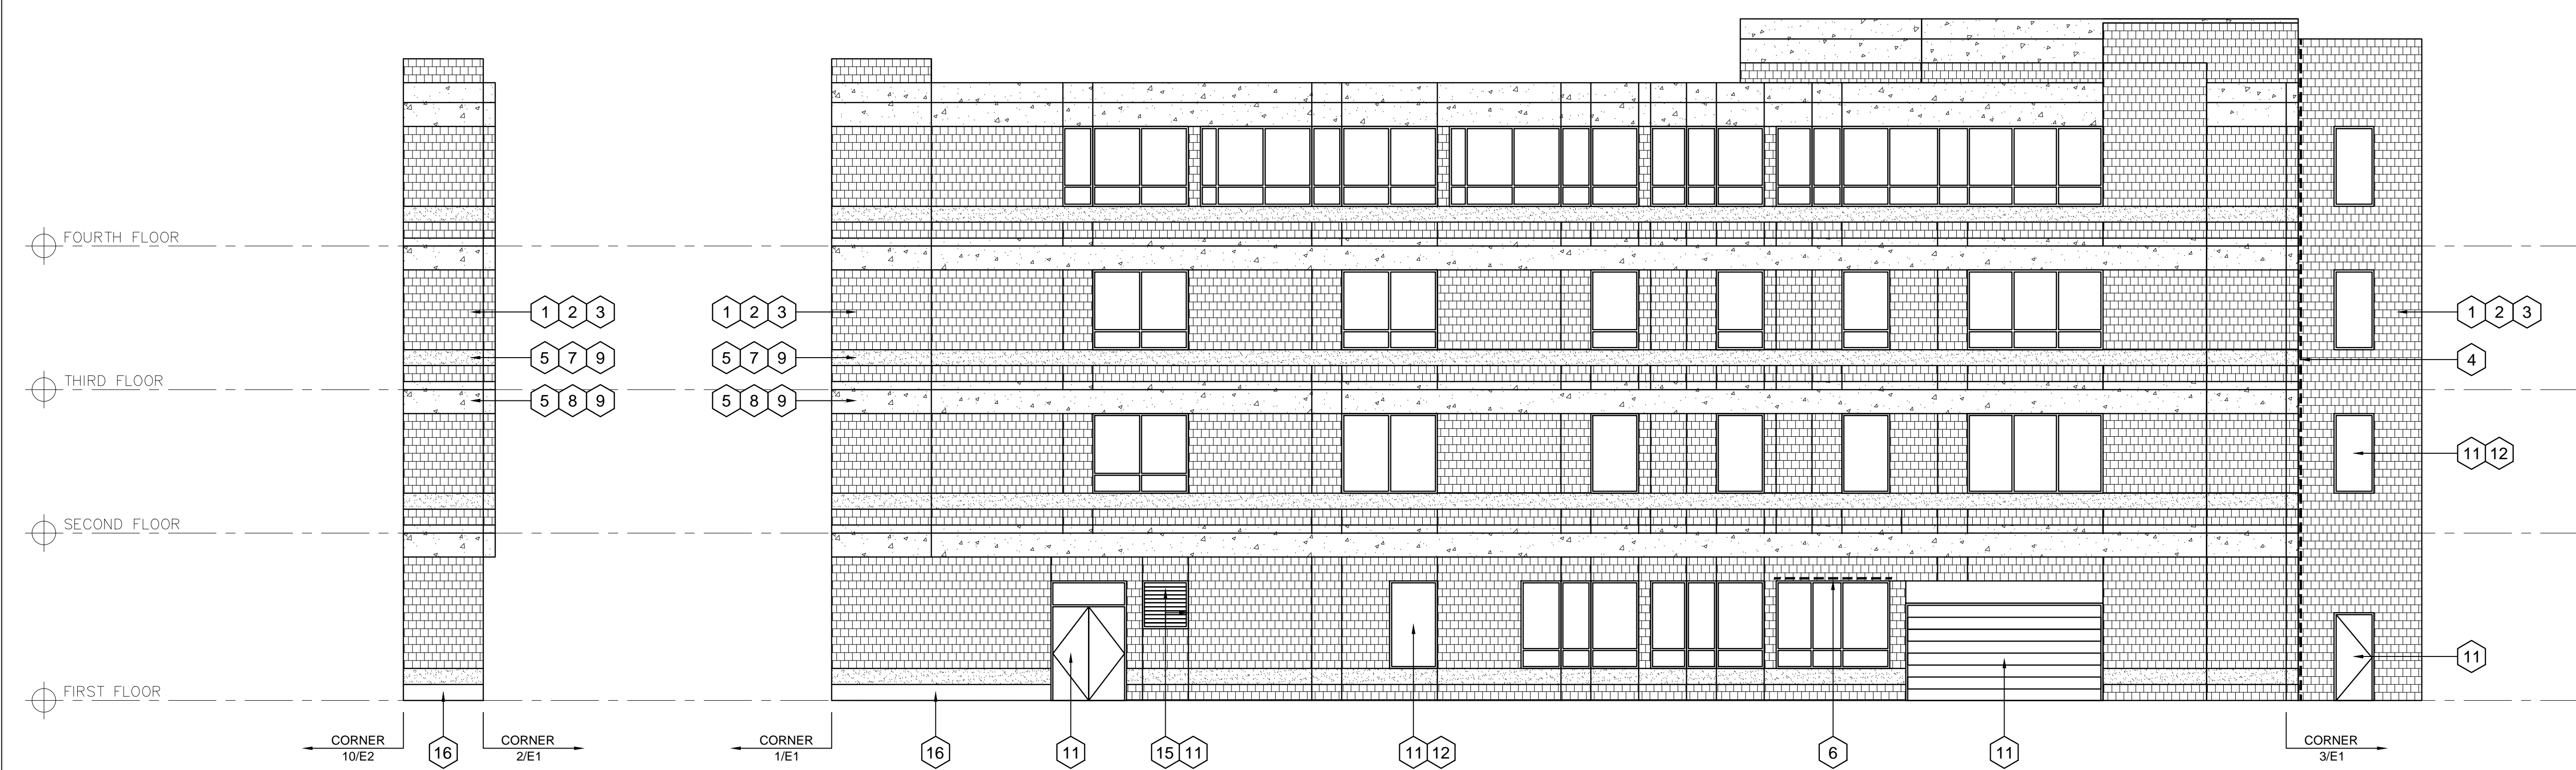 FOURTH FLOOR
1 2 3
1 2 3
1 2 3
5 7 9
5 7 9
4
THIRD FLOOR
5 8 9
5 8 9
11 12
SECOND FLOOR
11
FIRST FLOOR
CORNER
10/E2
16
CORNER
2/E1
CORNER
1/E1
16
11
15 11
11 12
6
11
CORNER
3/E1